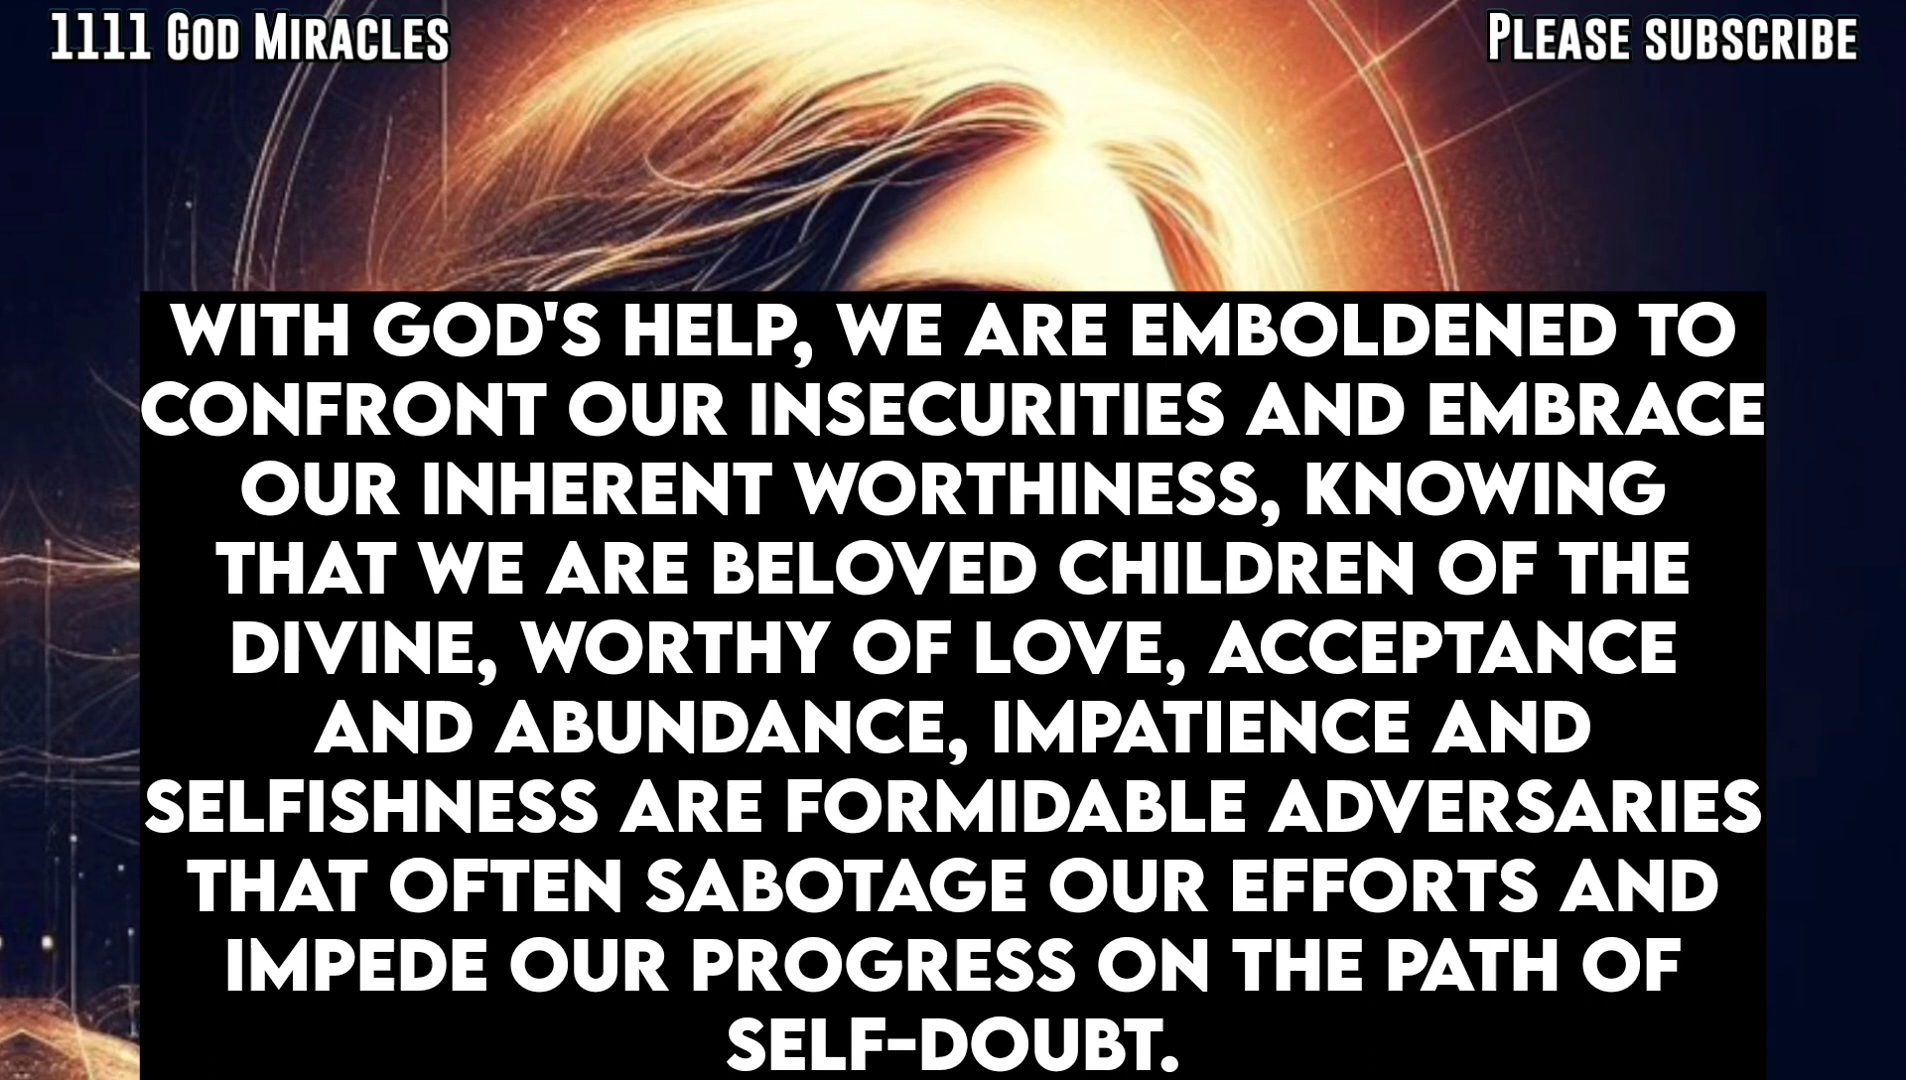 1111 God Miracles
Please subscribe
WITH GOD'S HELP, WE ARE EMBOLDENED TO
CONFRONT OUR INSECURITIES AND EMBRACE
OUR INHERENT WORTHINESS, KNOWING
THAT WE ARE BELOVED CHILDREN OF THE
DIVINE, WORTHY OF LOVE, ACCEPTANCE
AND ABUNDANCE, IMPATIENCE AND
SELFISHNESS ARE FORMIDABLE ADVERSARIES
THAT OFTEN SABOTAGE OUR EFFORTS AND
IMPEDE OUR PROGRESS ON THE PATH OF
SELF-DOUBT.